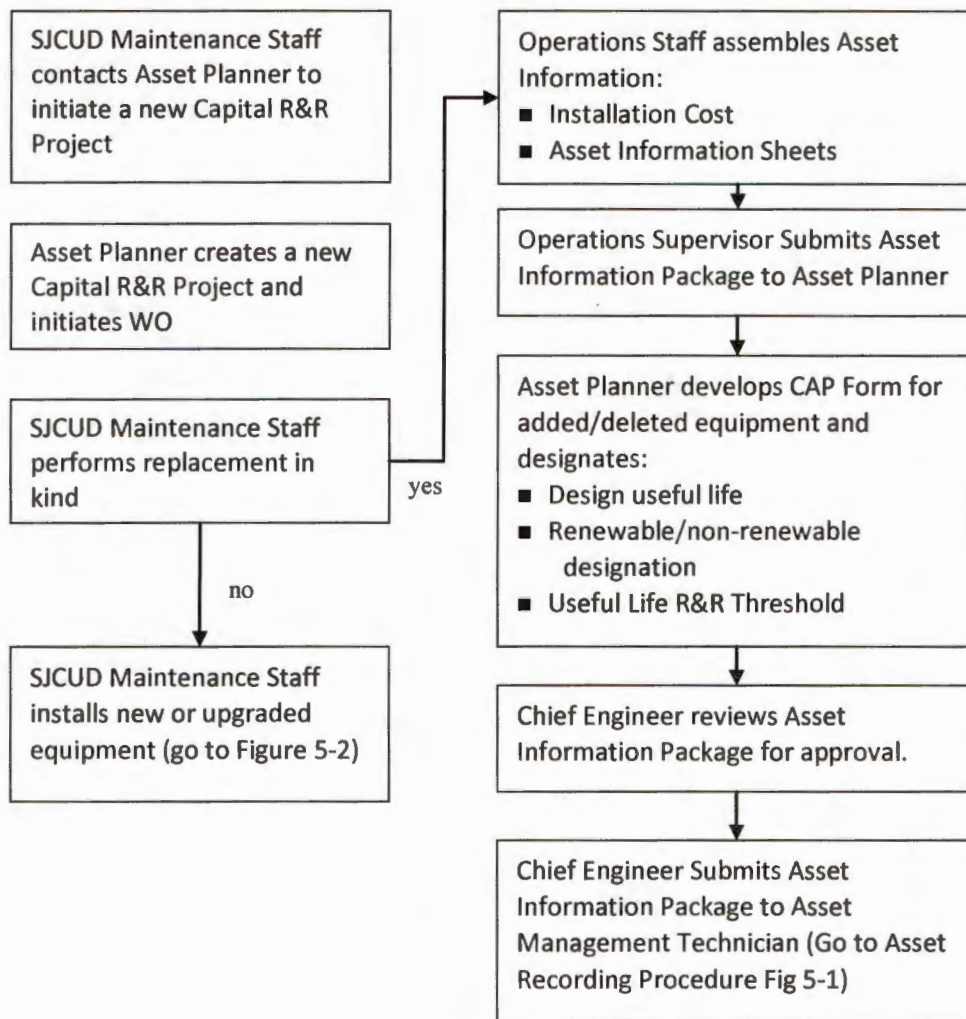 SJCUD Maintenance Staff
contacts Asset Planner to
initiate a new Capital R&R
Project
Asset Planner creates a new
Capital R&R Project and
initiates WO
SJCUD Maintenance Staff
performs replacement in
kind
yes
no
SJCUD Maintenance Staff
installs new or upgraded
equipment (go to Figure 5-2)
Operations Staff assembles Asset
Information:
■ Installation Cost
■ Asset Information Sheets
Operations Supervisor Submits Asset
Information Package to Asset Planner
Asset Planner develops CAP Form for
added/deleted equipment and
designates:
■ Design useful life
■ Renewable/non-renewable
designation
■ Useful Life R&R Threshold
Chief Engineer reviews Asset
Information Package for approval.
Chief Engineer Submits Asset
Information Package to Asset
Management Technician (Go to Asset
Recording Procedure Fig 5-1)